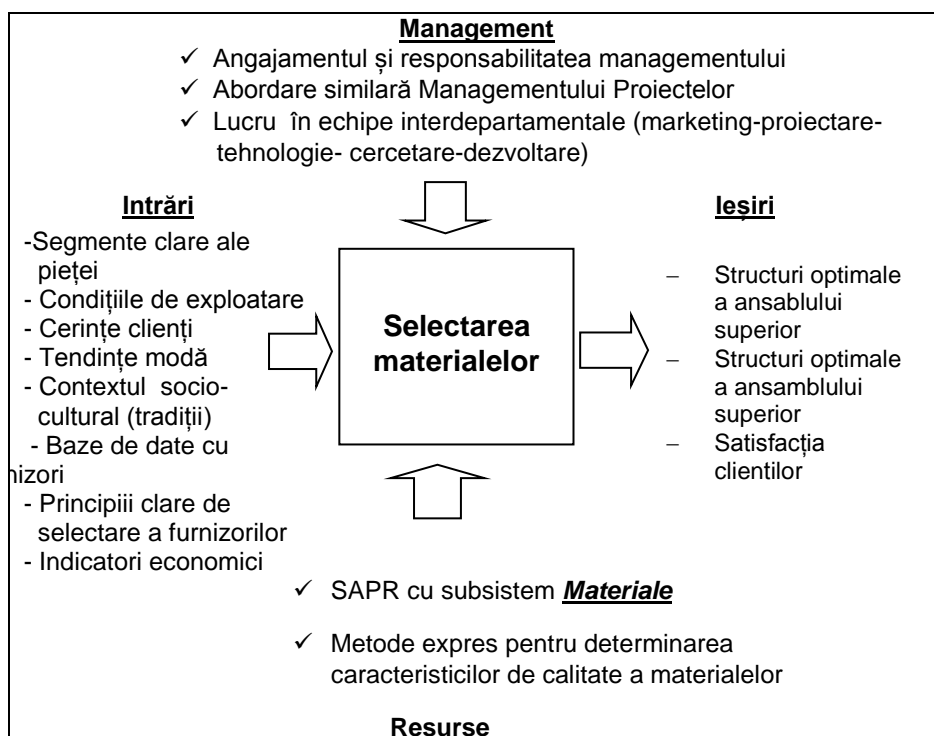 Management
✓ Angajamentul și responsabilitatea managementului
✓ Abordare similară Managementului Proiectelor
✓ Lucru în echipe interdepartamentale (marketing-proiectare-
tehnologie- cercetare-dezvoltare)
Intrări
-Segmente clare ale
pieței
- Condițiile de exploatare
- Cerințe clienți
- Tendințe modă
- Contextul socio-
cultural (tradiții)
- Baze de date cu
nizori
- Principiii clare de
selectare a furnizorilor
- Indicatori economici
Selectarea
materialelor
Ieșiri
– Structuri optimale
a ansablului
superior
– Structuri optimale
a ansamblului
superior
– Satisfacția
clientilor
✓ SAPR cu subsistem Materiale
✓ Metode expres pentru determinarea
caracteristicilor de calitate a materialelor
Resurse